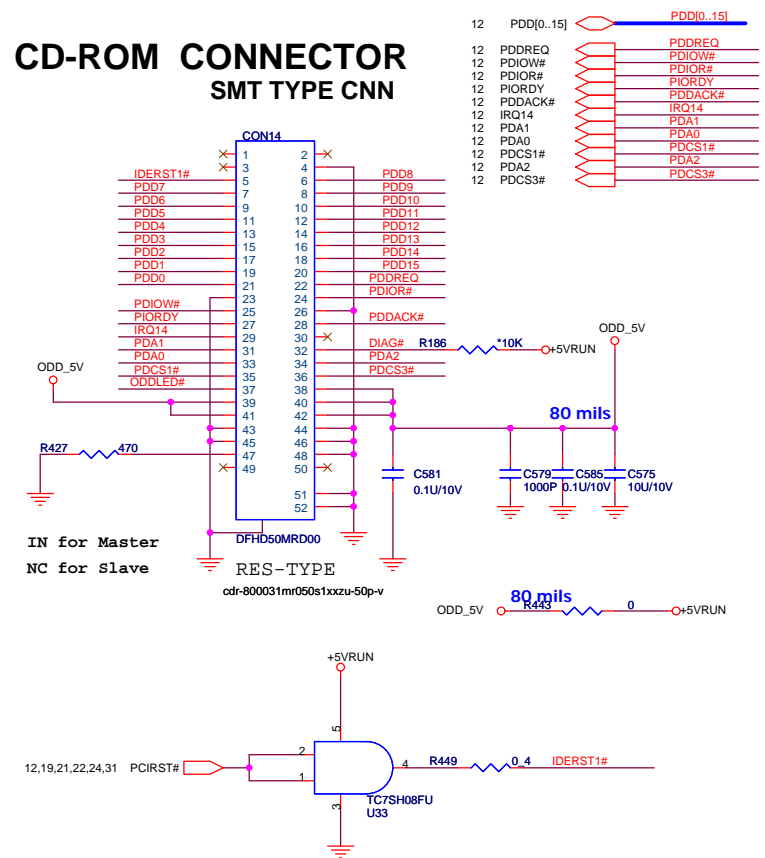 12 PDD[0..15] PDD[0..15]
CD-ROM CONNECTOR
SMT TYPE CNN
12 PDDREQ PDDREQ
12 PDIOW# PDIOW#
12 PDIOR# PDIOR#
12 PIORDY PIORDY
12 PDDACK# PDDACK#
12 IRQ14 IRQ14
12 PDA1 PDA1
12 PDA0 PDA0
12 PDCS1# PDCS1#
12 PDA2 PDA2
12 PDCS3# PDCS3#
CON14
1 2
3 4
IDERST1# 5 6 PDD8
PDD7 7 8 PDD9
PDD6 9 10 PDD10
PDD5 11 12 PDD11
PDD4 13 14 PDD12
PDD3 15 16 PDD13
PDD2 17 18 PDD14
PDD1 19 20 PDD15
PDD0 21 22 PDDREQ
23 24 PDIOR#
PDIOW# 25 26
PIORDY 27 28 PDDACK#
IRQ14 29 30
PDA1 31 32 DIAG# R186 *10K +5VRUN
PDA0 33 34 PDA2
PDCS1# 35 36 PDCS3#
ODDLED# 37 38
39 40
41 42
43 44
45 46
47 48
49 50
51
52
ODD_5V
ODD_5V
80 mils
R427 470
C581
0.1U/10V
C579
1000P
C585
0.1U/10V
C575
10U/10V
DFHD50MRD00
IN for Master
NC for Slave
RES-TYPE
cdr-800031mr050s1xxzu-50p-v
80 mils
ODD_5V R443 0 +5VRUN
+5VRUN
5
2
1
4
3
12,19,21,22,24,31 PCIRST#
R449 0_4 IDERST1#
TC7SH08FU
U33